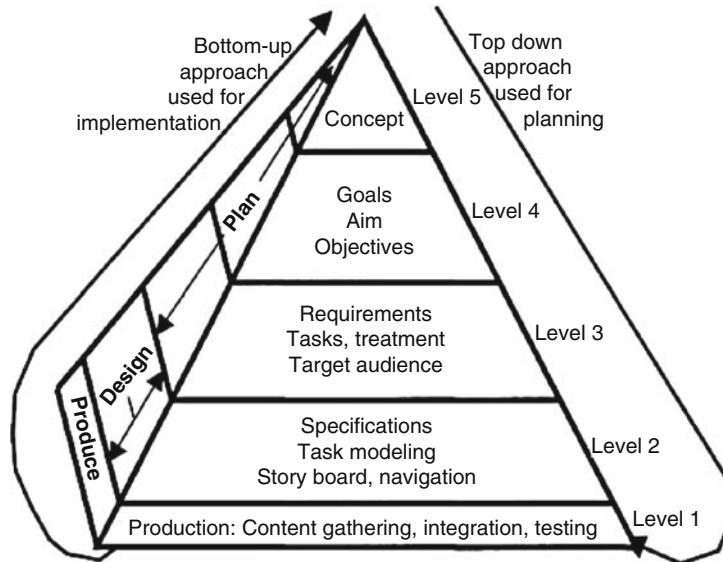 Bottom-up
approach
used for
implementation
Top down
approach
used for
planning
Level 5
Concept
Plan
Goals
Aim
Objectives
Level 4
Design
Requirements
Tasks, treatment
Target audience
Level 3
Produce
Specifications
Task modeling
Story board, navigation
Level 2
Production: Content gathering, integration, testing
Level 1